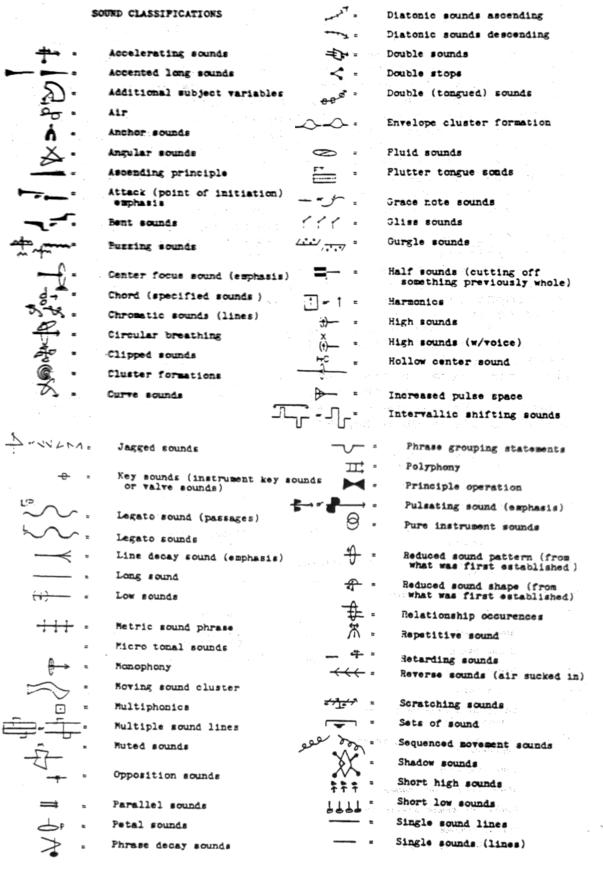 SOUND CLASSIFICATIONS
= Accelerating sounds
= Accented long sounds
= Additional subject variables
= Air
= Anchor sounds
= Angular sounds
= Ascending principle
= Attack (point of initiation)
emphasis
= Bent sounds
= Buzzing sounds
= Center focus sound (emphasis)
= Chord (specified sounds )
= Chromatic sounds (lines)
= Circular breathing
= Clipped sounds
= Cluster formations
= Curve sounds
= Diatonic sounds ascending
= Diatonic sounds descending
= Double sounds
= Double stops
= Double (tongued) sounds
= Envelope cluster formation
= Fluid sounds
= Flutter tongue sonds
= Grace note sounds
= Gliss sounds
= Gurgle sounds
= Half sounds (cutting off
something previously whole)
= Harmonics
= High sounds
= High sounds (w/voice)
= Hollow center sound
= Increased pulse space
= Intervallic shifting sounds
= Jagged sounds
= Key sounds (instrument key sounds
or valve sounds)
= Legato sound (passages)
= Legato sounds
= Line decay sound (emphasis)
= Long sound
= Low sounds
= Metric sound phrase
= Micro tonal sounds
= Monophony
= Moving sound cluster
= Multiphonics
= Multiple sound lines
= Muted sounds
= Opposition sounds
= Parallel sounds
= Petal sounds
= Phrase decay sounds
= Phrase grouping statements
= Polyphony
= Principle operation
= Pulsating sound (emphasis)
= Pure instrument sounds
= Reduced sound pattern (from
what was first established )
= Reduced sound shape (from
what was first established)
= Relationship occurences
= Repetitive sound
= Retarding sounds
= Reverse sounds (air sucked in)
= Scratching sounds
= Sets of sound
= Sequenced movement sounds
= Shadow sounds
= Short high sounds
= Short low sounds
= Single sound lines
= Single sounds (lines)